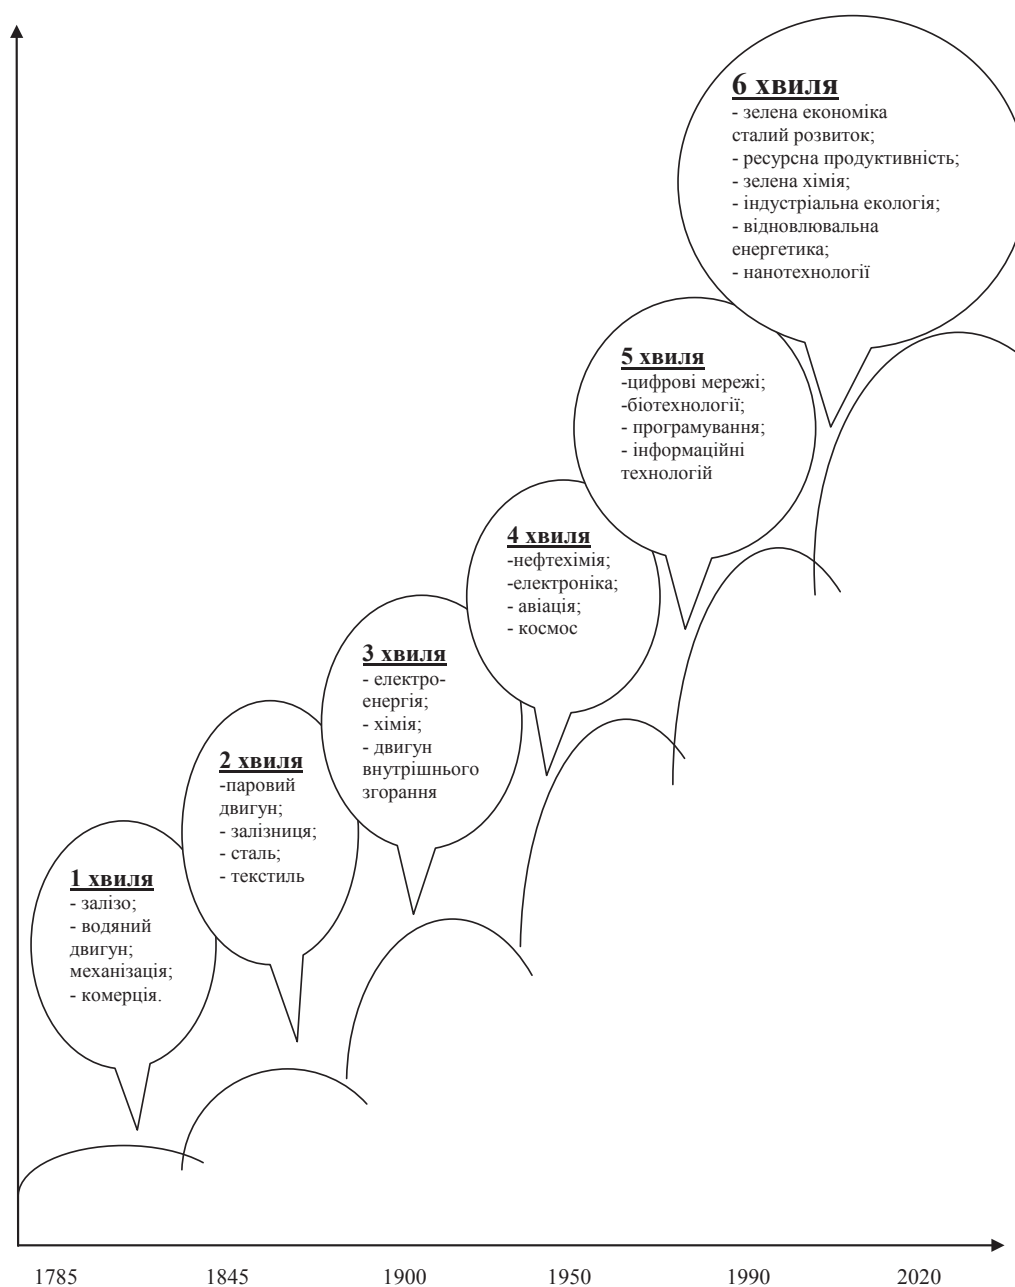 6 хвиля
- зелена економіка
сталий розвиток;
- ресурсна продуктивність;
- зелена хімія;
- індустріальна екологія;
- відновлювальна
енергетика;
- нанотехнології
5 хвиля
-цифрові мережі;
-біотехнології;
- програмування;
- інформаційні
технологій
4 хвиля
-нефтехімія;
-електроніка;
- авіація;
- космос
3 хвиля
- електро-
енергія;
- хімія;
- двигун
внутрішнього
згорання
2 хвиля
-паровий
двигун;
- залізниця;
- сталь;
- текстиль
1 хвиля
- залізо;
- водяний
двигун;
механізація;
- комерція.
1785 1845 1900 1950 1990 2020